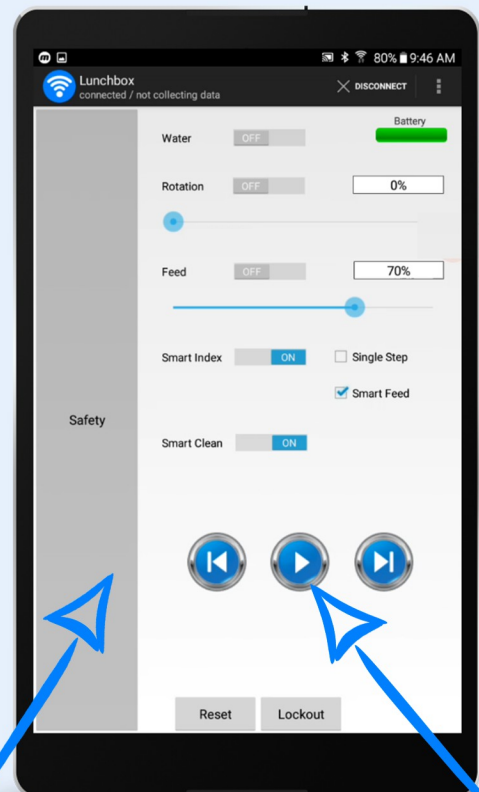 80% 9:46 AM
Lunchbox
connected / not collecting data
DISCONNECT
Battery
Water OFF
Rotation OFF 0%
Feed OFF 70%
Smart Index ON Single Step
Smart Feed
Safety
Smart Clean ON
Reset Lockout